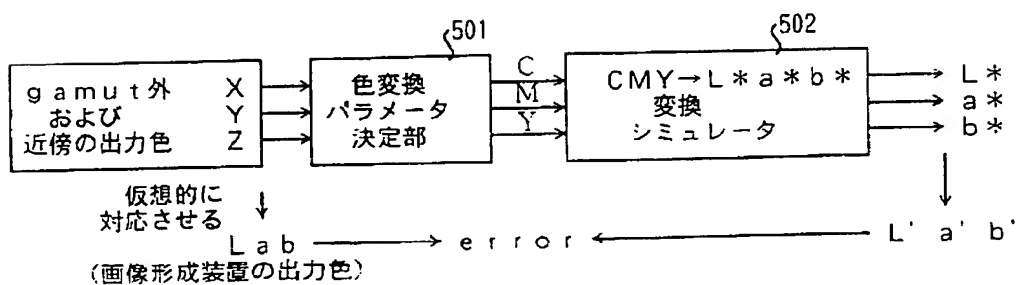 501
502
gamut外
および
近傍の出力色
X
Y
Z
色変換
パラメータ
決定部
C
M
Y
CMY→L*a*b*
変換
シミュレータ
L*
a*
b*
仮想的に
対応させる
Lab
error
L' a' b'
(画像形成装置の出力色)